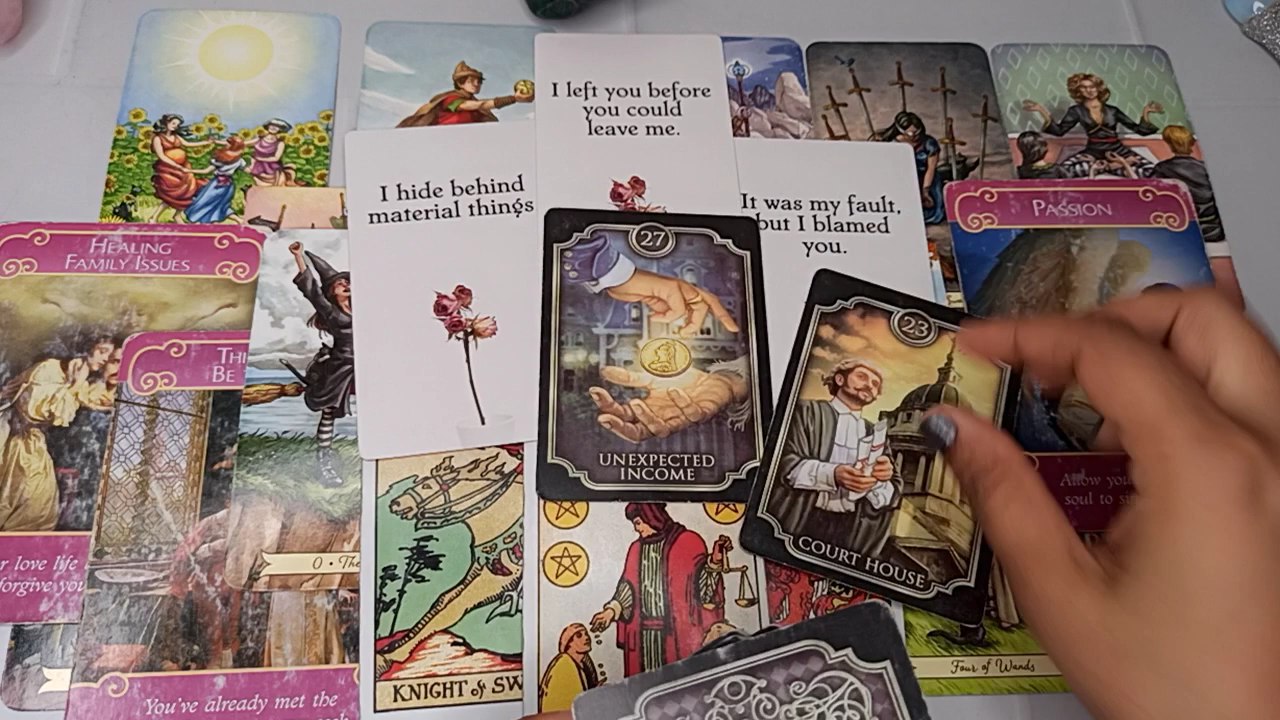 I left you before
you could
leave me.
I hide behind
material things
It was my fault,
but I blamed
you.
PASSION
HEALING
FAMILY ISSUES
27
UNEXPECTED
INCOME
23
COURT HOUSE
BE
love life
forgive you
0 •
Allow you
soul to
KNIGHT of SW
Four of Wands
You've already met the